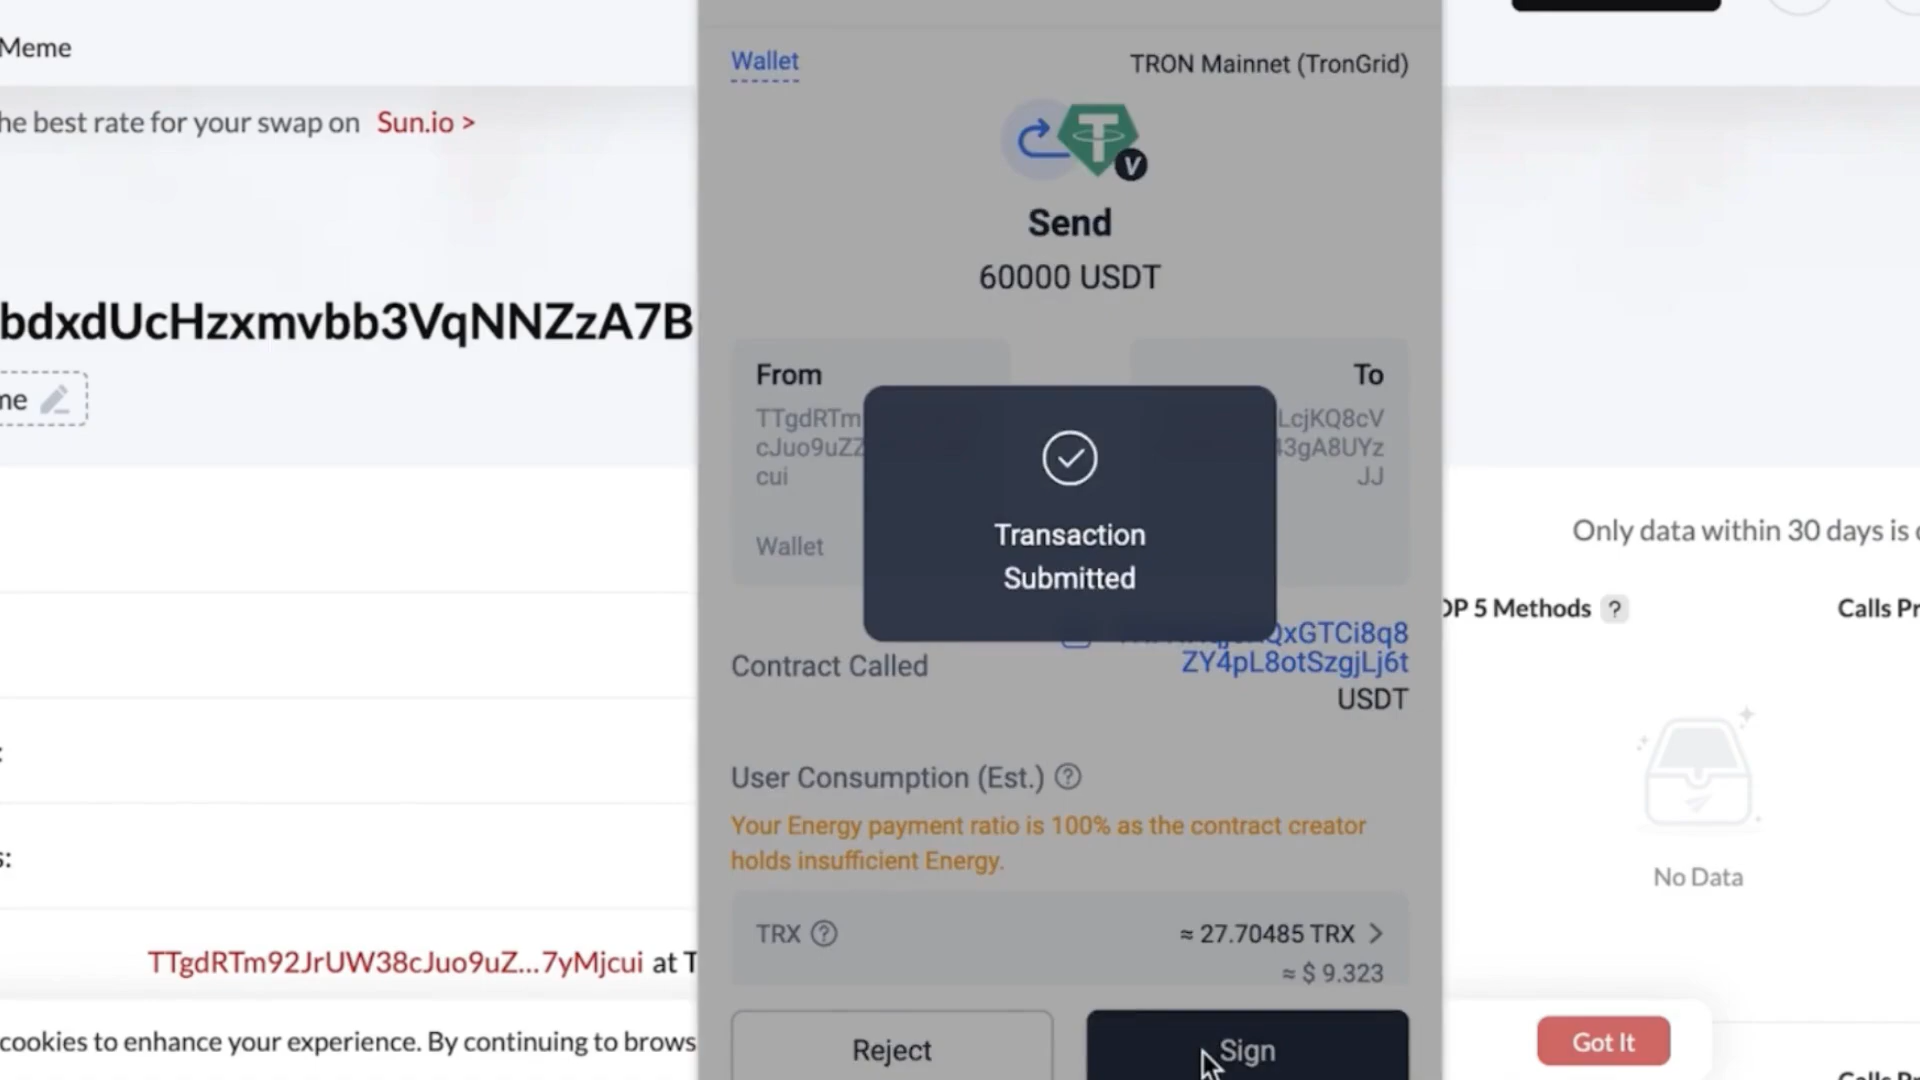 Meme
he best rate for your swap on Sun.io >
bdxdUcHzxmvbb3VqNNZzA7B
me
:
s:
TTgdRTm92JrUW38cJuo9uZ...7yMjcui at T
cookies to enhance your experience. By continuing to brows
Wallet
TRON Mainnet (TronGrid)
Send
60000 USDT
From
TTgdRTm
cJuo9uZZ
cui
Wallet
To
LcjKQ8cV
43gA8UYz
JJ
Transaction
Submitted
Contract Called
QxGTCi8q8
ZY4pL8otSzgjLj6t
USDT
User Consumption (Est.) ?
Your Energy payment ratio is 100% as the contract creator
holds insufficient Energy.
TRX ? ≈ 27.70485 TRX >
≈ $ 9.323
Reject
Sign
Only data within 30 days is
OP 5 Methods ?
Calls Pr
No Data
Got It